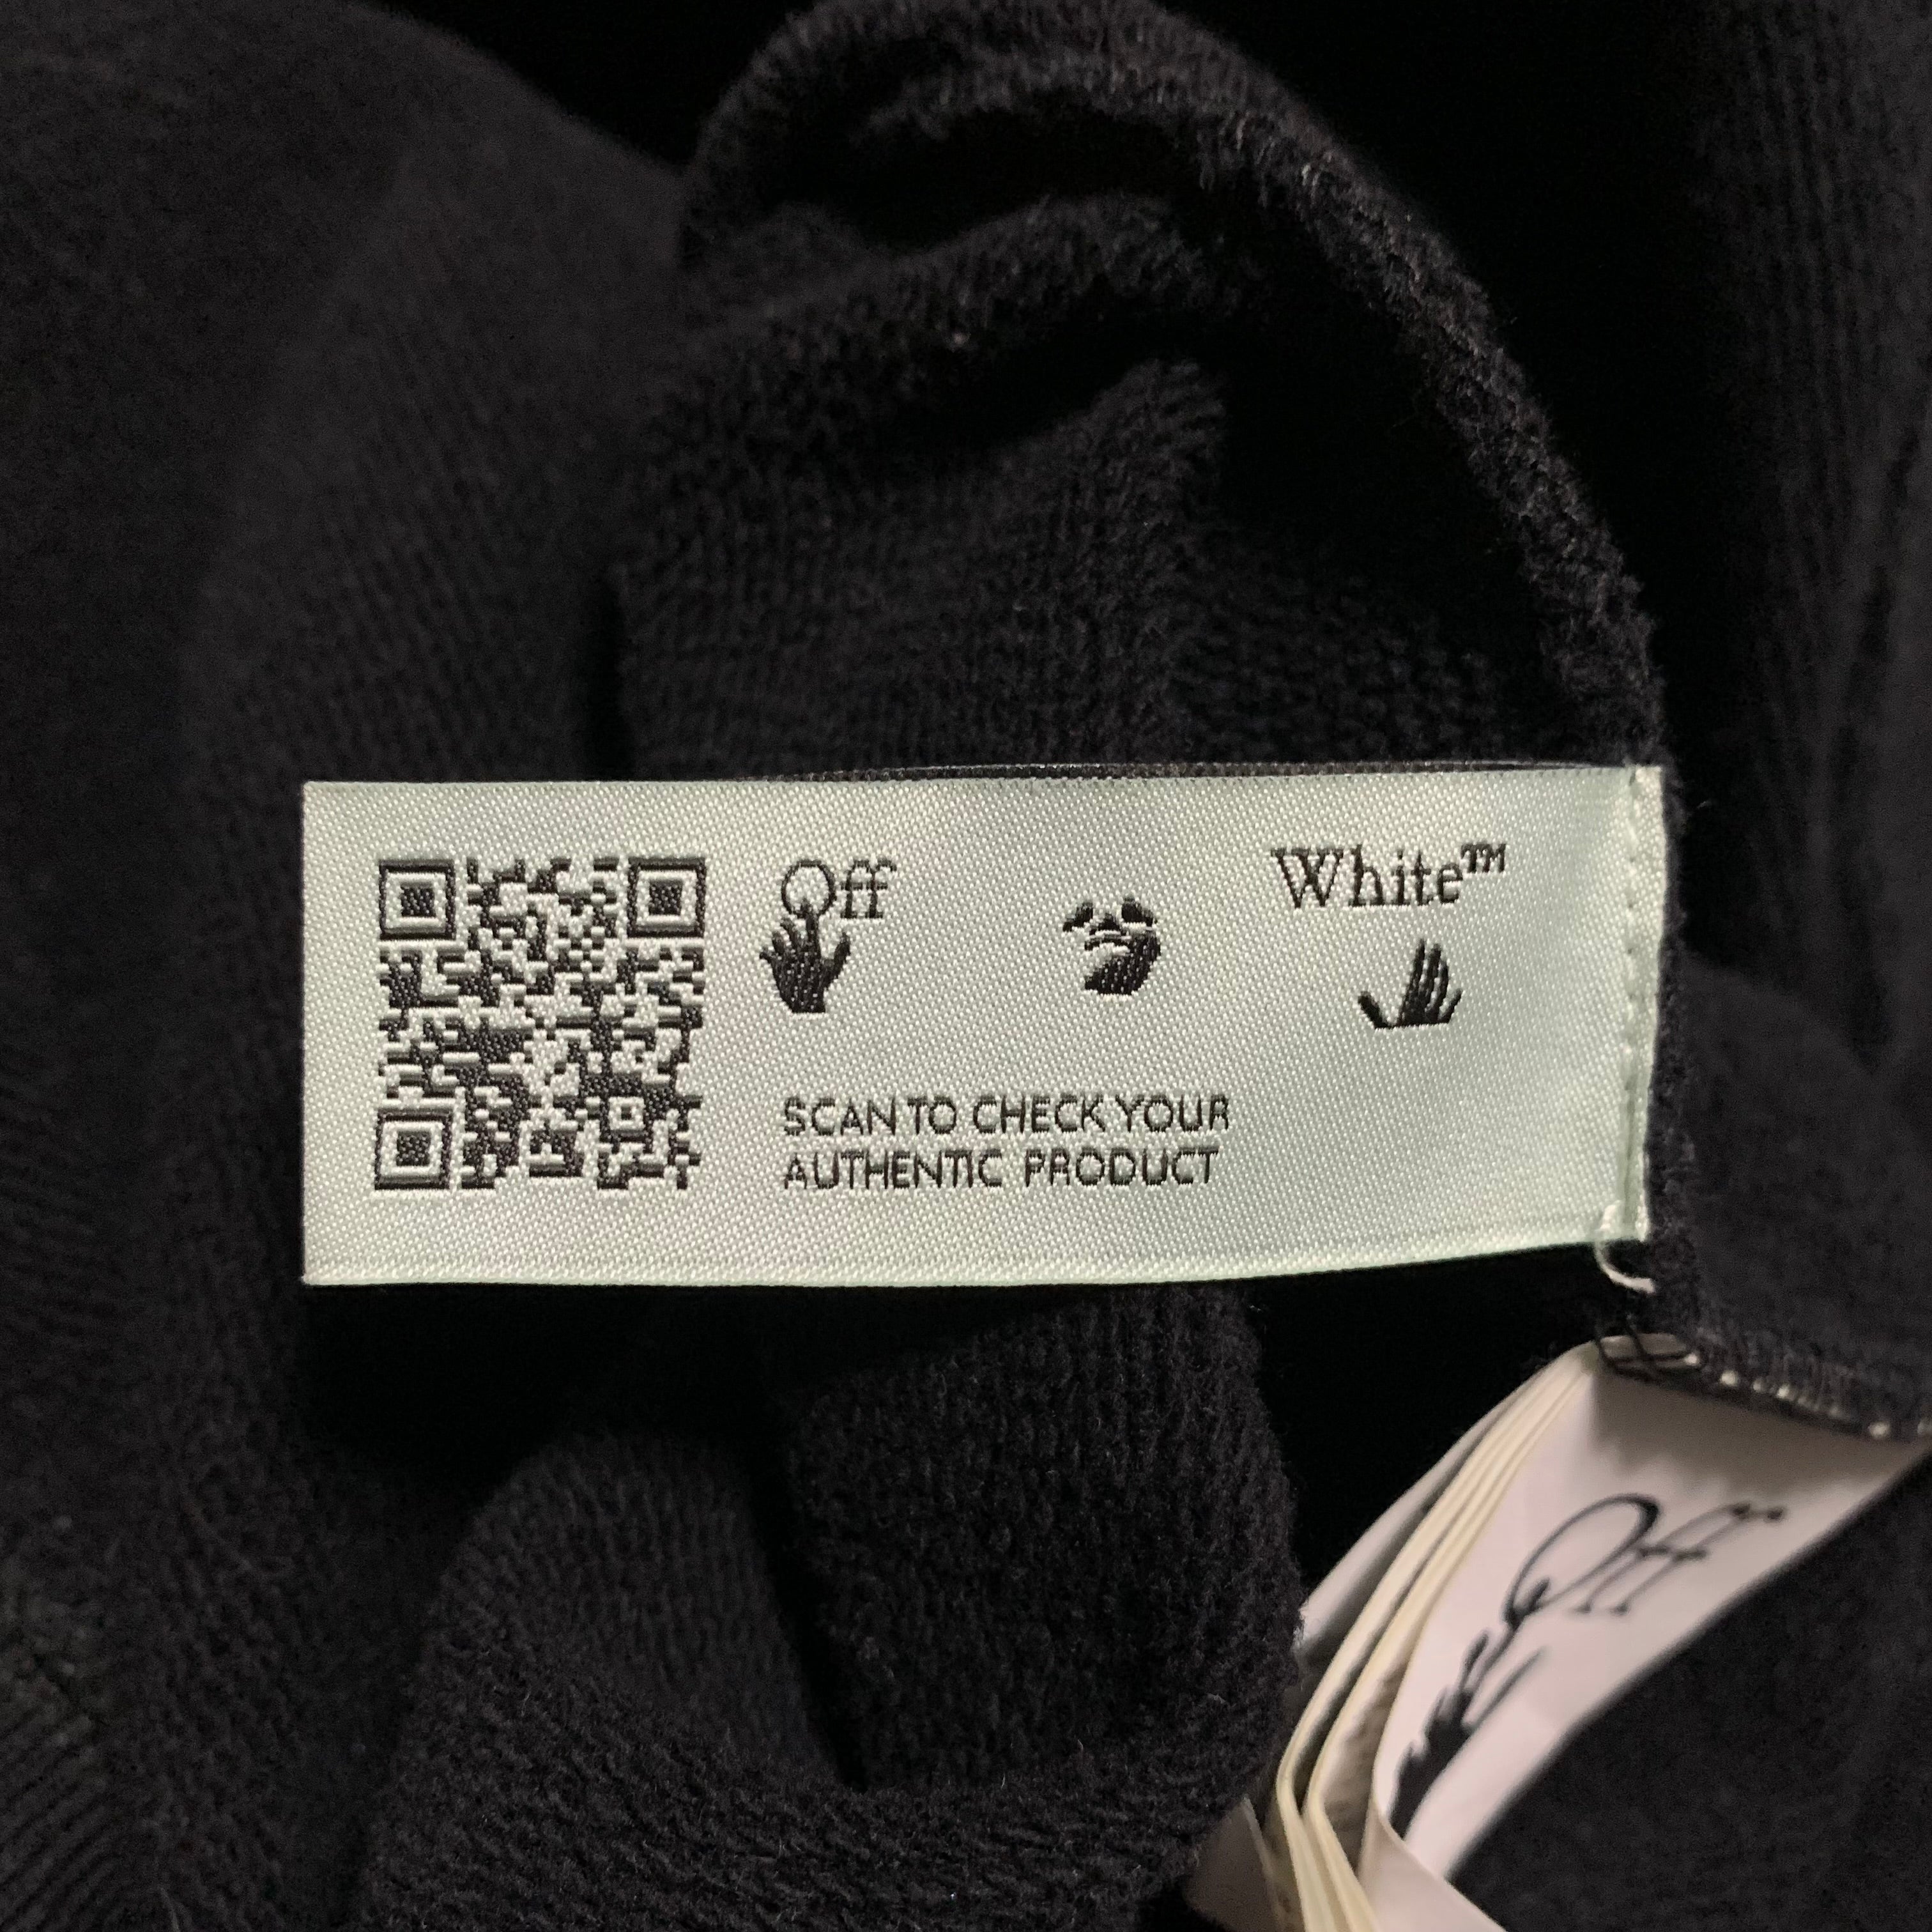 Off White™
SCAN TO CHECK YOUR
AUTHENTIC PRODUCT
Off